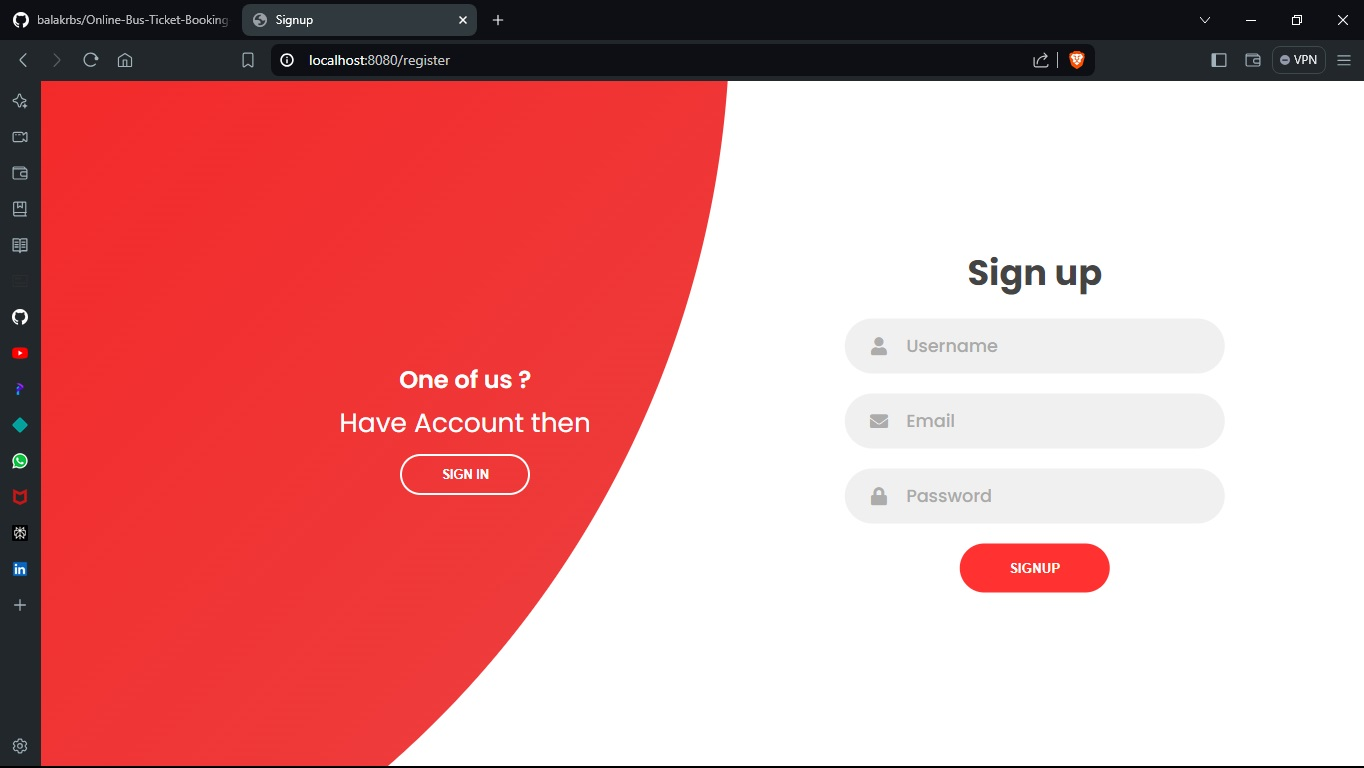 balakrbs/Online-Bus-Ticket-Booking-
Signup
localhost:8080/register
VPN
One of us ?
Have Account then
SIGN IN
Sign up
Username
Email
Password
SIGNUP
in